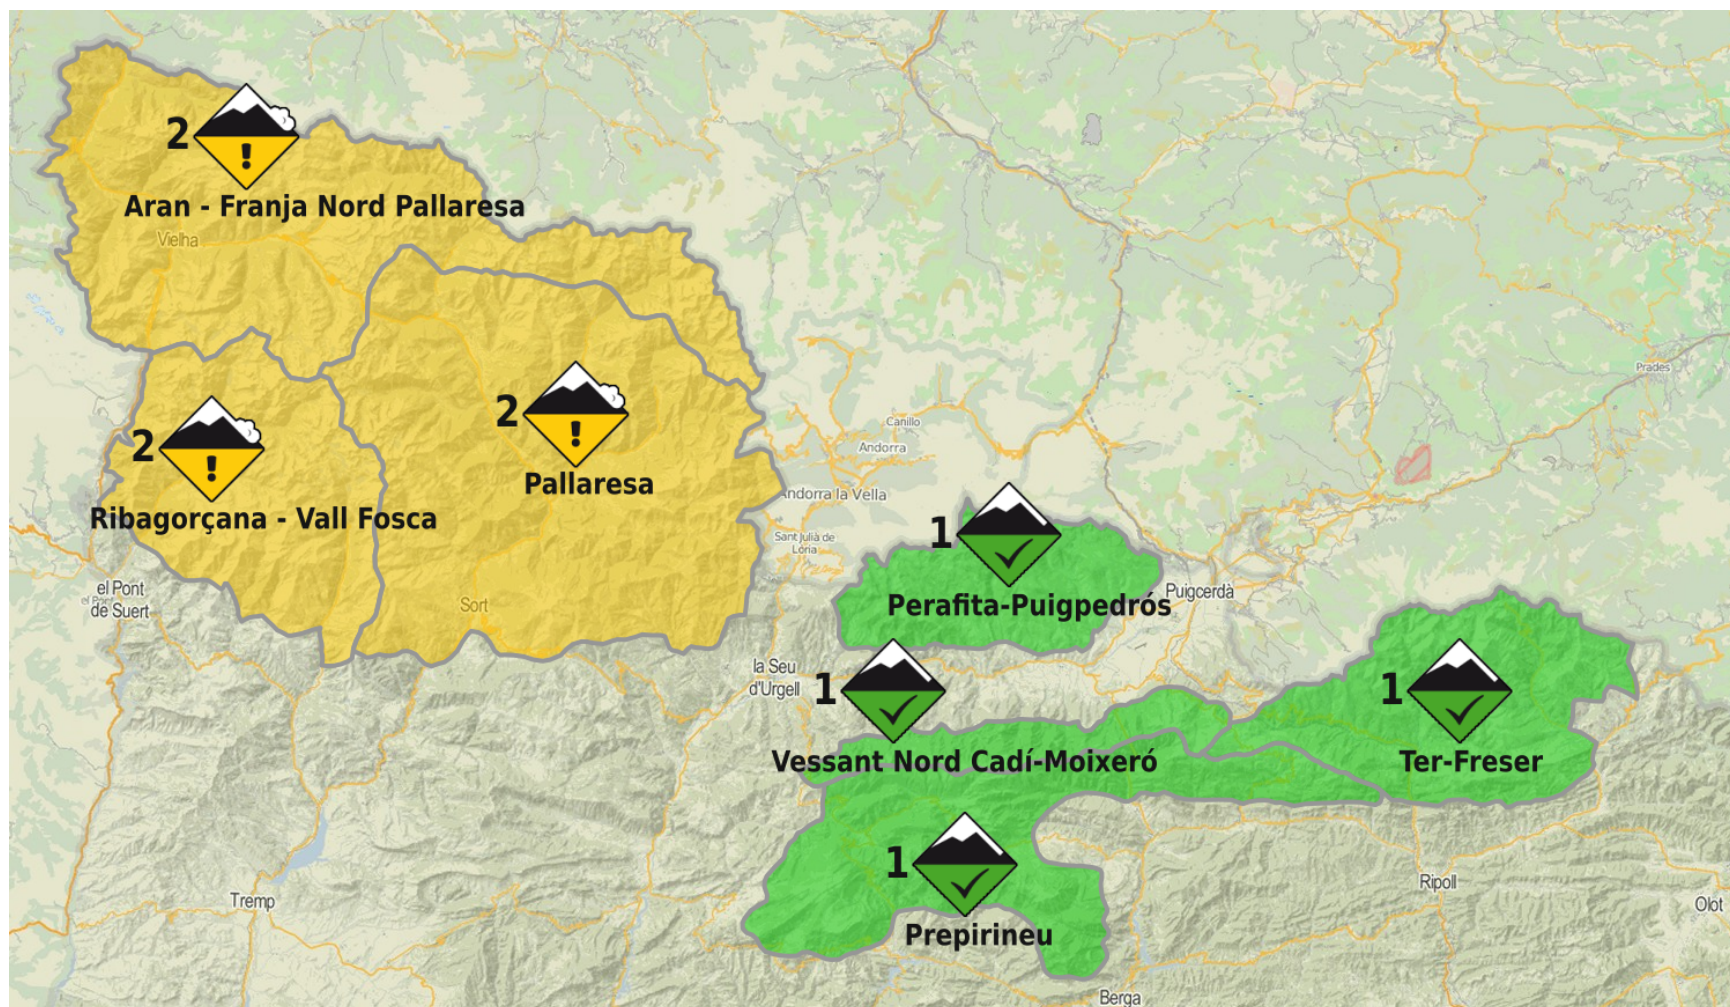 2
!
Aran - Franja Nord Pallaresa
Vielha
Prades
2
!
Pallaresa
2
!
Ribagorçana - Vall Fosca
Canillo
Andorra
Andorra la Vella
Sant Julià de
Lòria
1
Perafita-Puigpedrós
Puigcerdà
el Pont
de Suert
Sort
la Seu
d'Urgell
1
Vessant Nord Cadí-Moixeró
1
Ter-Freser
1
Prepirineu
Tremp
Ripoll
Olot
Berga